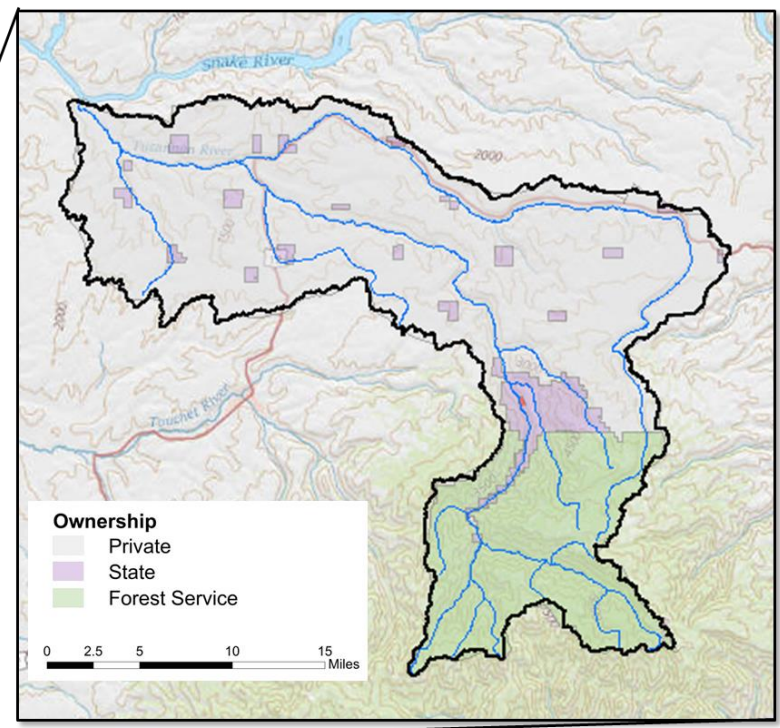 Snake River
Tucannon River
2000
1500
2000
Touchet River
Ownership
Private
State
Forest Service
0 2.5 5 10 15
Miles